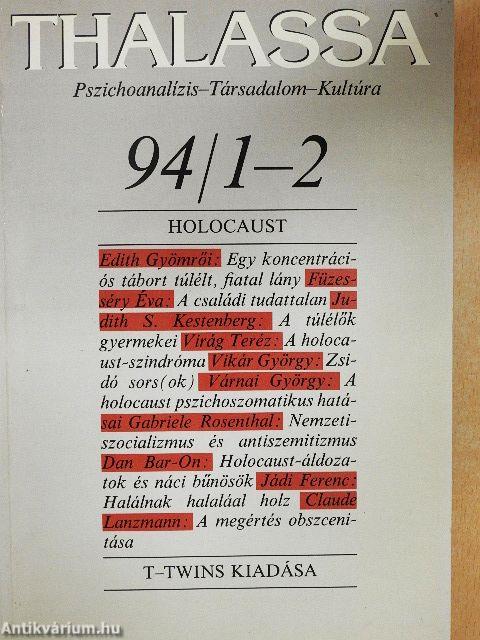 THALASSA
Pszichoanalízis–Társadalom–Kultúra
94/1–2
HOLOCAUST
Edith Gyömrői: Egy koncentráci-
ós tábort túlélt, fiatal lány Füzes-
séry Éva: A családi tudattalan Ju-
dith S. Kestenberg: A túlélők
gyermekei Virág Teréz: A holoca-
ust-szindróma Vikár György: Zsi-
dó sors(ok) Várnai György: A
holocaust pszichoszomatikus hatá-
sai Gabriele Rosenthal: Nemzeti-
szocializmus és antiszemitizmus
Dan Bar-On: Holocaust-áldoza-
tok és náci bűnösök Jádi Ferenc:
Halálnak halaláal holz Claude
Lanzmann: A megértés obszceni-
tása
T–TWINS KIADÁSA
Antikvárium.hu